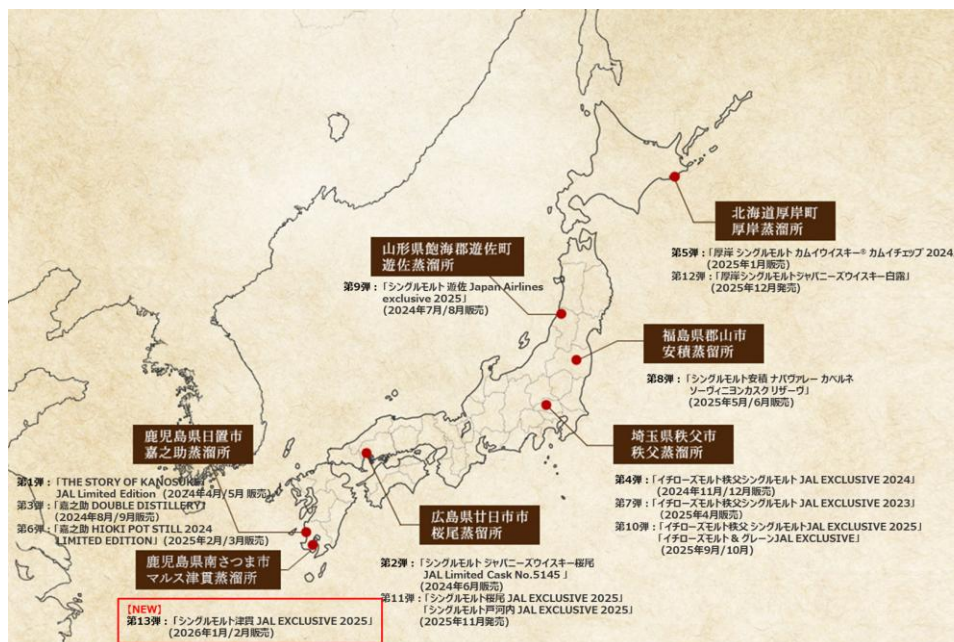 北海道厚岸町
厚岸蒸溜所
第5弾：「厚岸 シングルモルト カムイウイスキー® カムイチェㇷ゚ 2024
(2025年1月販売)
第12弾：「厚岸シングルモルトジャパニーズウイスキー白露」
(2025年12月発売)
山形県飽海郡遊佐町
遊佐蒸溜所
第9弾：「シングルモルト 遊佐 Japan Airlines
exclusive 2025」
(2024年7月/8月販売)
福島県郡山市
安積蒸留所
第8弾：「シングルモルト安積 ナパヴァレー カベルネ
ソーヴィニヨンカスク リザーヴ」
(2025年5月/6月販売)
埼玉県秩父市
秩父蒸溜所
第4弾：「イチローズモルト秩父シングルモルト JAL EXCLUSIVE 2024」
(2024年11月/12月販売)
第7弾：「イチローズモルト秩父シングルモルト JAL EXCLUSIVE 2023」
(2025年4月販売)
第10弾：「イチローズモルト秩父 シングルモルトJAL EXCLUSIVE 2025」
「イチローズモルト & グレーンJAL EXCLUSIVE」
(2025年9月/10月)
鹿児島県日置市
嘉之助蒸溜所
第1弾：「THE STORY OF KANOSUKE」
JAL Limited Edition (2024年4月/5月 販売)
第3弾：「嘉之助 DOUBLE DISTILLERY」
(2024年8月/9月販売)
第6弾：「嘉之助 HIOKI POT STILL 2024
LIMITED EDITION」 (2025年2月/3月販売)
広島県廿日市市
桜尾蒸留所
第2弾：「シングルモルト ジャパニーズウイスキー桜尾
JAL Limited Cask No.5145 」
(2024年6月販売)
第11弾：「シングルモルト桜尾 JAL EXCLUSIVE 2025」
「シングルモルト戸河内 JAL EXCLUSIVE 2025」
(2025年11月発売)
鹿児島県南さつま市
マルス津貫蒸溜所
【NEW】
第13弾：「シングルモルト津貫 JAL EXCLUSIVE 2025」
(2026年1月/2月販売)